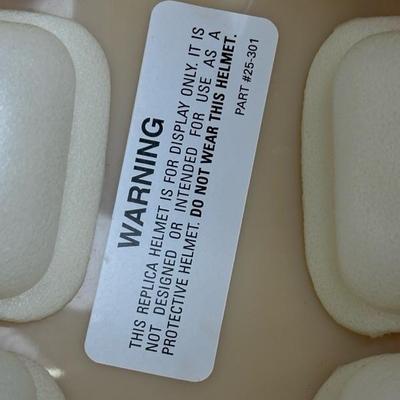 WARNING
THIS REPLICA HELMET IS FOR DISPLAY ONLY. IT IS
NOT DESIGNED OR INTENDED FOR USE AS A
PROTECTIVE HELMET. DO NOT WEAR THIS HELMET.
PART #25-301